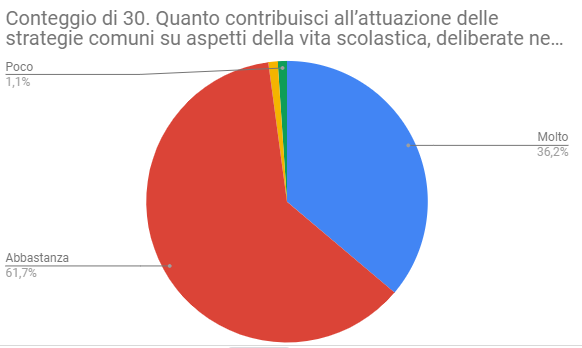 Conteggio di 30. Quanto contribuisci all’attuazione delle
strategie comuni su aspetti della vita scolastica, deliberate ne…
Poco
1,1%
Molto
36,2%
Abbastanza
61,7%